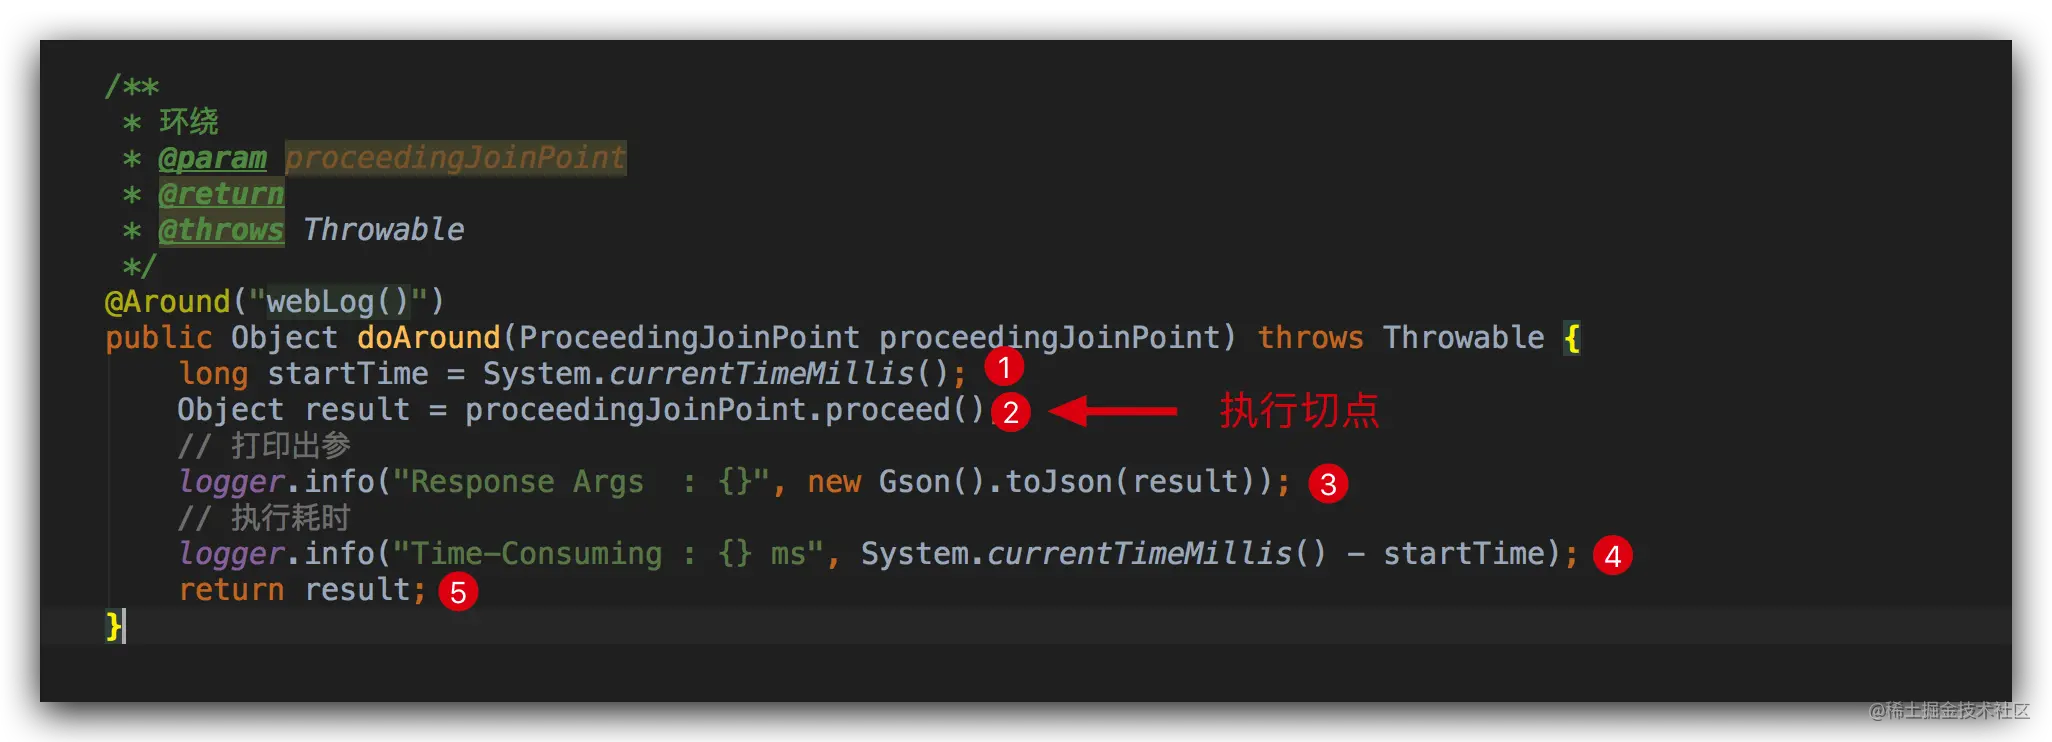 /**
 * 环绕
 * @param proceedingJoinPoint
 * @return
 * @throws Throwable
 */
@Around("webLog()")
public Object doAround(ProceedingJoinPoint proceedingJoinPoint) throws Throwable {
    long startTime = System.currentTimeMillis(); 1
    Object result = proceedingJoinPoint.proceed() 2 执行切点
    // 打印出参
    logger.info("Response Args  : {}", new Gson().toJson(result)); 3
    // 执行耗时
    logger.info("Time-Consuming : {} ms", System.currentTimeMillis() - startTime); 4
    return result; 5
}
@稀土掘金技术社区